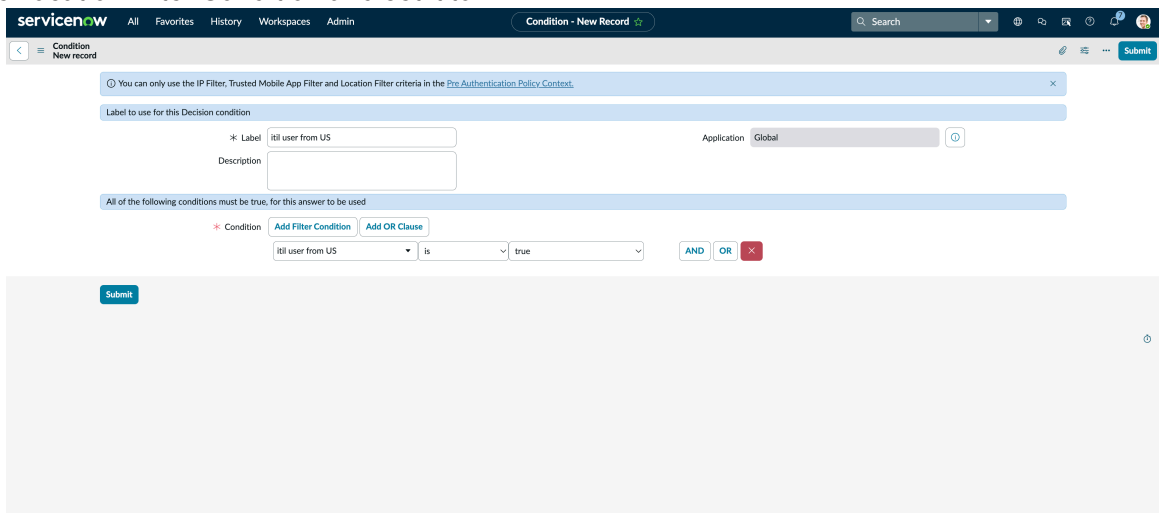 servicenow All Favorites History Workspaces Admin Condition - New Record ☆ Search 7
Condition
New record
Submit
You can only use the IP Filter, Trusted Mobile App Filter and Location Filter criteria in the Pre Authentication Policy Context.
Label to use for this Decision condition
Label itil user from US Application Global
Description
All of the following conditions must be true, for this answer to be used
Condition Add Filter Condition Add OR Clause
itil user from US is true AND OR
Submit